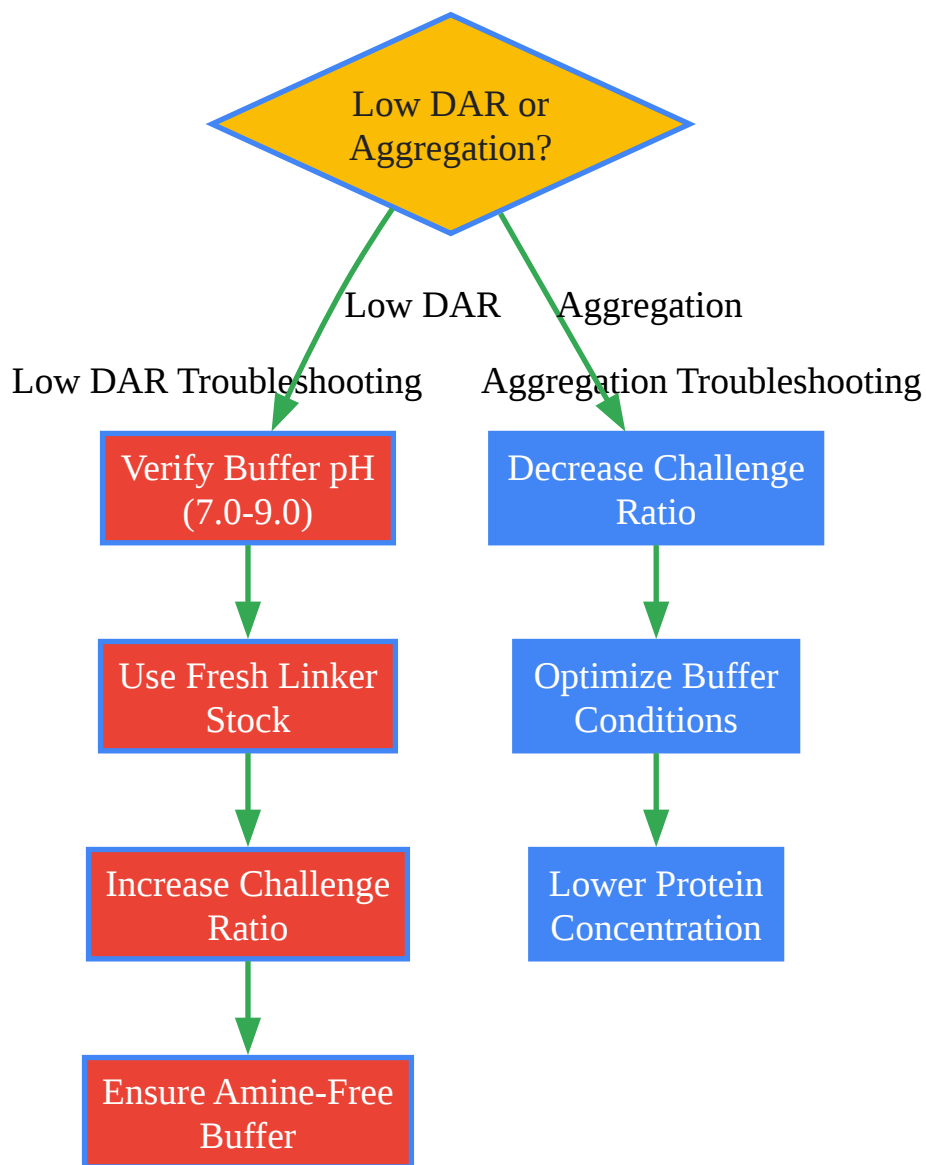 Low DAR or
Aggregation?
Low DAR
Aggregation
Low DAR Troubleshooting
Aggregation Troubleshooting
Verify Buffer pH
(7.0-9.0)
Decrease Challenge
Ratio
Use Fresh Linker
Stock
Optimize Buffer
Conditions
Increase Challenge
Ratio
Lower Protein
Concentration
Ensure Amine-Free
Buffer